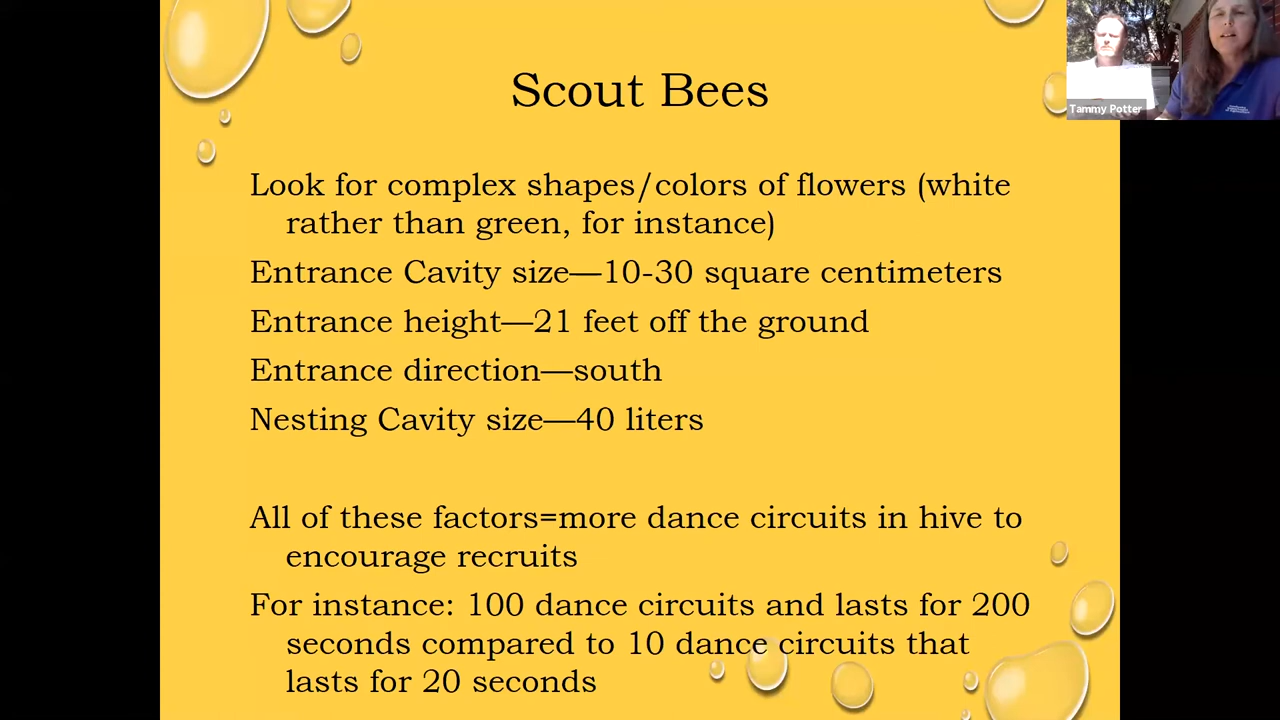 Scout Bees
Tammy Potter
Look for complex shapes/colors of flowers (white
rather than green, for instance)
Entrance Cavity size—10-30 square centimeters
Entrance height—21 feet off the ground
Entrance direction—south
Nesting Cavity size—40 liters
All of these factors=more dance circuits in hive to
encourage recruits
For instance: 100 dance circuits and lasts for 200
seconds compared to 10 dance circuits that
lasts for 20 seconds